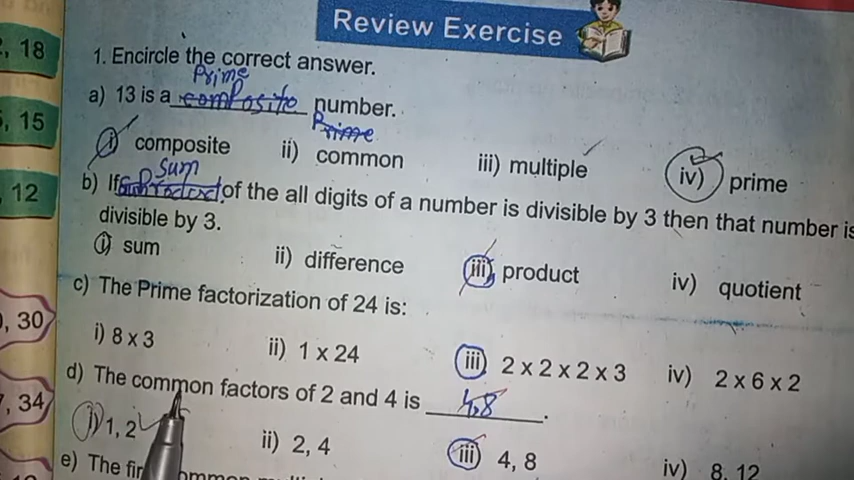 Review Exercise
, 18
1. Encircle the correct answer.
Prime
a) 13 is a composite number.
, 15
Prime
i) composite ii) common iii) multiple iv) prime
sum
12
b) If product of the all digits of a number is divisible by 3 then that number is
divisible by 3.
i) sum ii) difference iii) product iv) quotient
c) The Prime factorization of 24 is:
, 30
i) 8 x 3 ii) 1 x 24 iii) 2 x 2 x 2 x 3 iv) 2 x 6 x 2
d) The common factors of 2 and 4 is 4,8.
, 34
i) 1, 2 ii) 2, 4 iii) 4, 8 iv) 8, 12
e) The